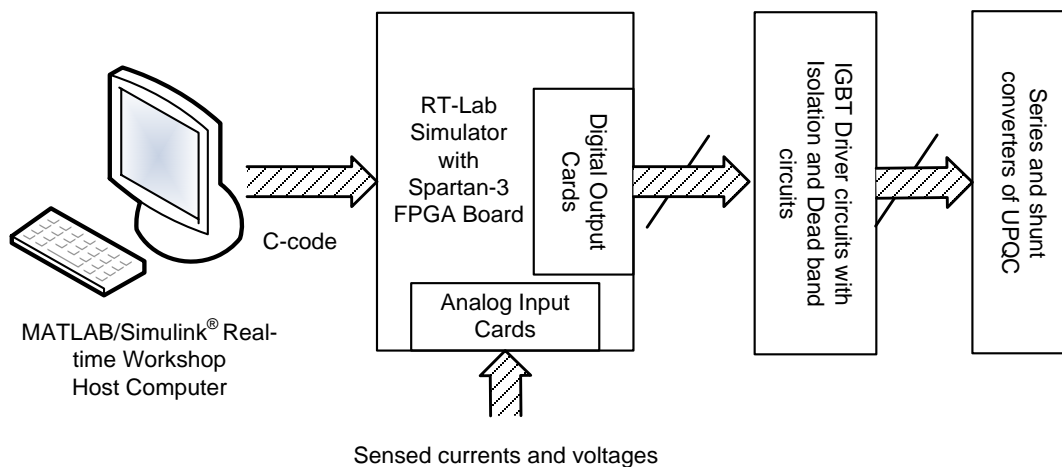 MATLAB/Simulink® Real-
time Workshop
Host Computer
C-code
RT-Lab
Simulator
with
Spartan-3
FPGA Board
Digital Output
Cards
Analog Input
Cards
Sensed currents and voltages
IGBT Driver circuits with
Isolation and Dead band
circuits
Series and shunt
converters of UPQC